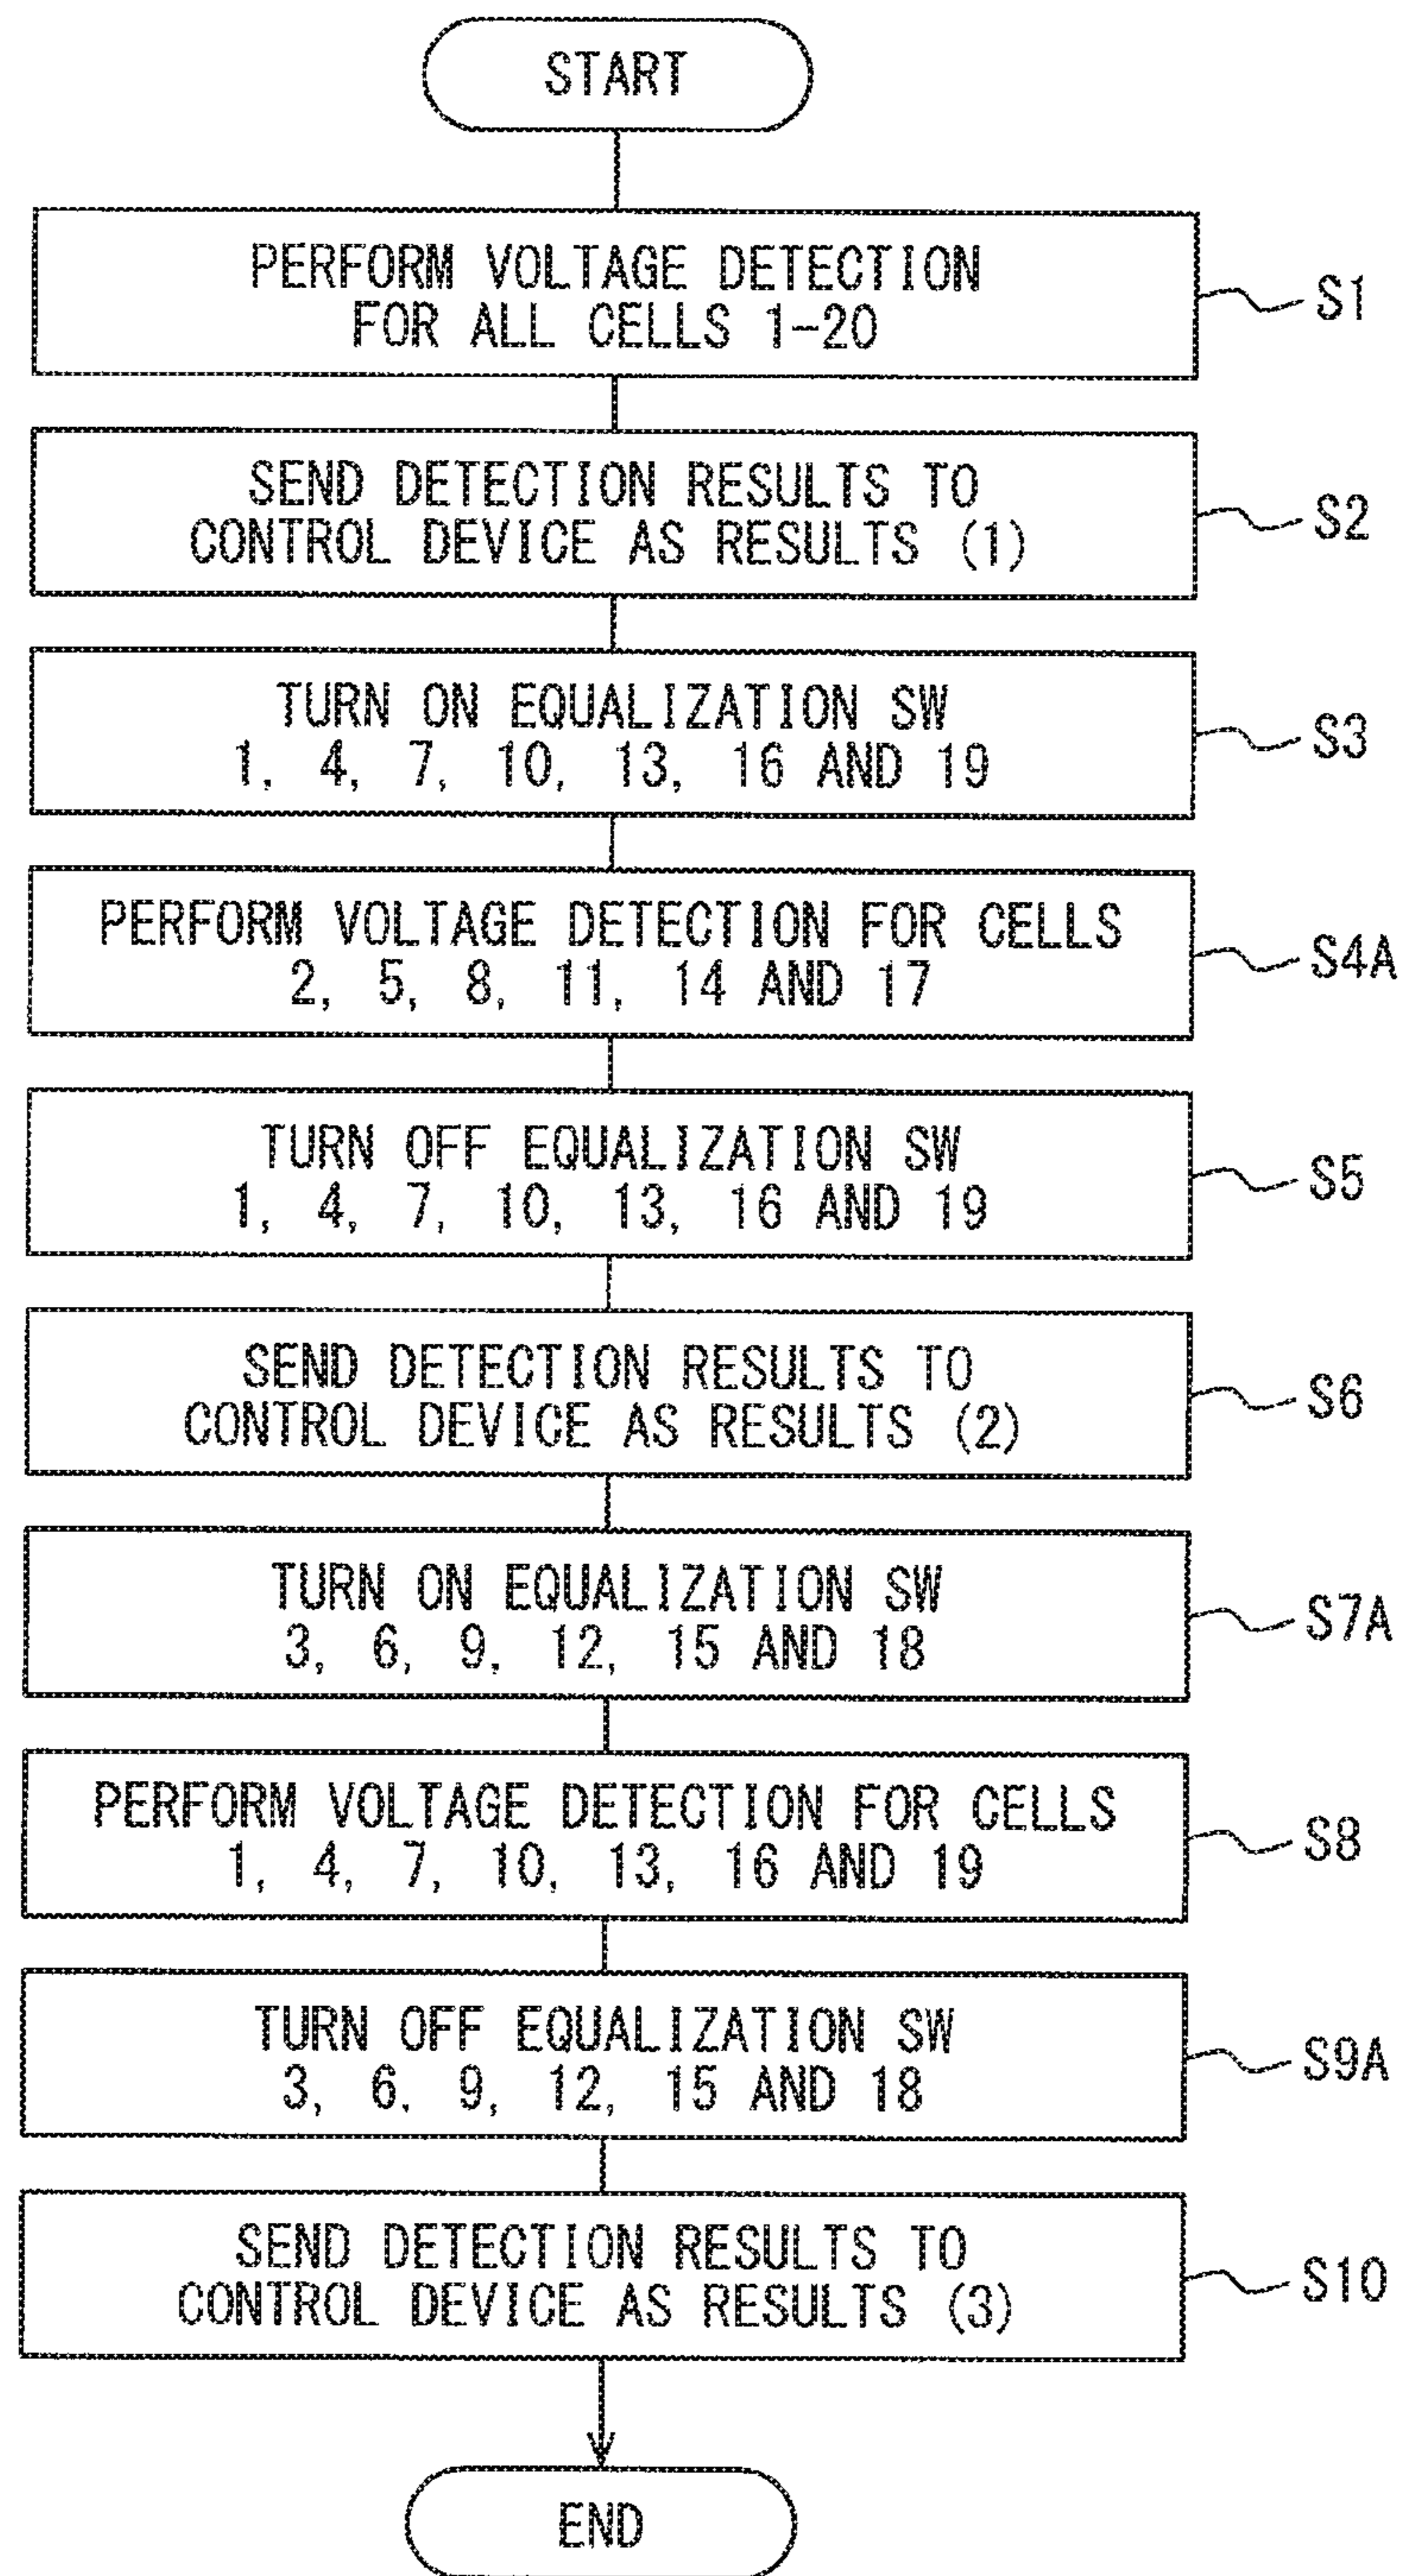 START
PERFORM VOLTAGE DETECTION
FOR ALL CELLS 1-20
S1
SEND DETECTION RESULTS TO
CONTROL DEVICE AS RESULTS (1)
S2
TURN ON EQUALIZATION SW
1, 4, 7, 10, 13, 16 AND 19
S3
PERFORM VOLTAGE DETECTION FOR CELLS
2, 5, 8, 11, 14 AND 17
S4A
TURN OFF EQUALIZATION SW
1, 4, 7, 10, 13, 16 AND 19
S5
SEND DETECTION RESULTS TO
CONTROL DEVICE AS RESULTS (2)
S6
TURN ON EQUALIZATION SW
3, 6, 9, 12, 15 AND 18
S7A
PERFORM VOLTAGE DETECTION FOR CELLS
1, 4, 7, 10, 13, 16 AND 19
S8
TURN OFF EQUALIZATION SW
3, 6, 9, 12, 15 AND 18
S9A
SEND DETECTION RESULTS TO
CONTROL DEVICE AS RESULTS (3)
S10
END